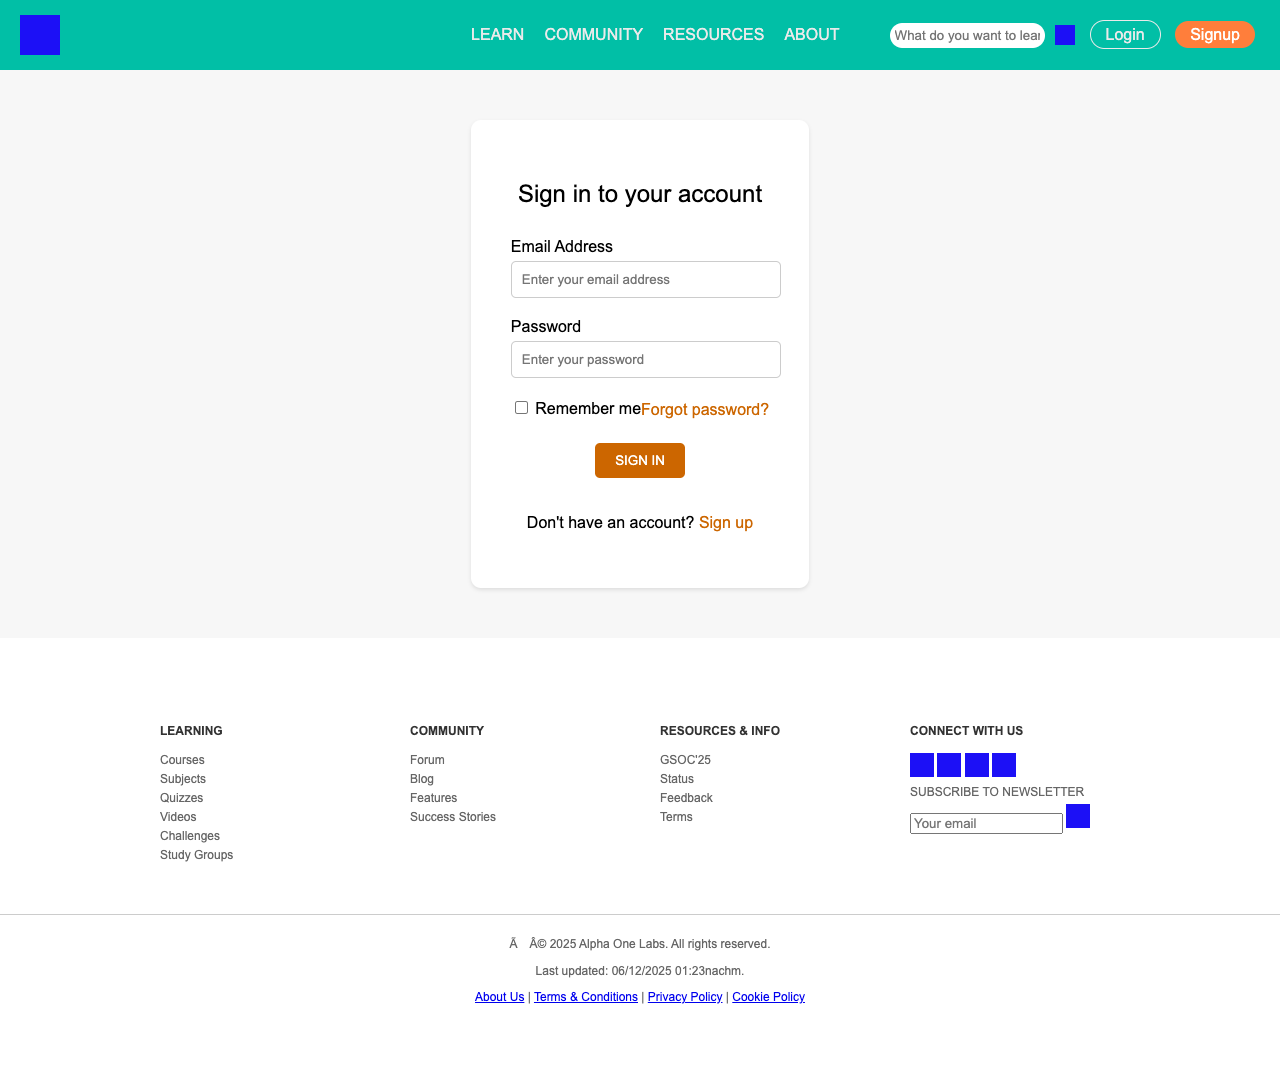 LEARN COMMUNITY RESOURCES ABOUT What do you want to lear Login Signup
Sign in to your account
Email Address
Enter your email address
Password
Enter your password
Remember me Forgot password?
SIGN IN
Don't have an account? Sign up
LEARNING
Courses
Subjects
Quizzes
Videos
Challenges
Study Groups
COMMUNITY
Forum
Blog
Features
Success Stories
RESOURCES & INFO
GSOC'25
Status
Feedback
Terms
CONNECT WITH US
SUBSCRIBE TO NEWSLETTER
Your email
Ã Â© 2025 Alpha One Labs. All rights reserved.
Last updated: 06/12/2025 01:23nachm.
About Us | Terms & Conditions | Privacy Policy | Cookie Policy